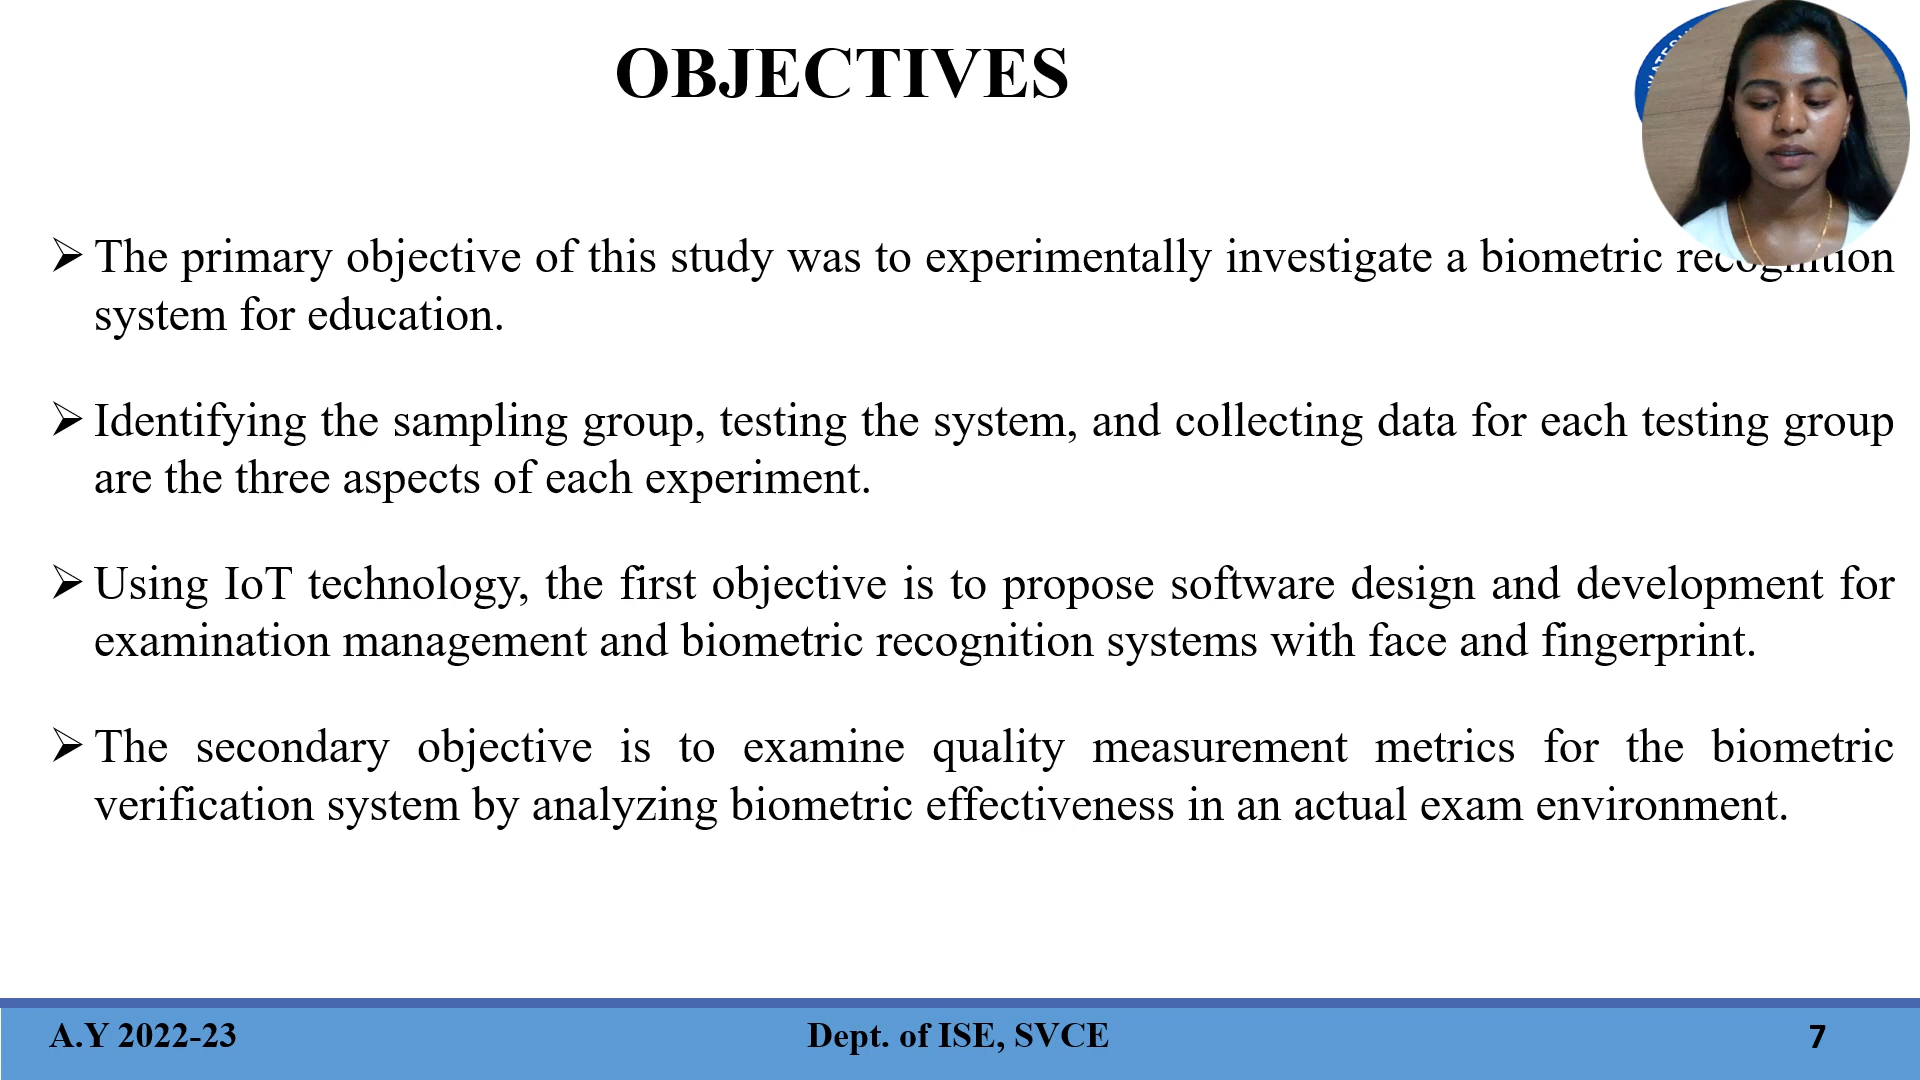 OBJECTIVES
➢ The primary objective of this study was to experimentally investigate a biometric recognition
system for education.
➢ Identifying the sampling group, testing the system, and collecting data for each testing group
are the three aspects of each experiment.
➢ Using IoT technology, the first objective is to propose software design and development for
examination management and biometric recognition systems with face and fingerprint.
➢ The secondary objective is to examine quality measurement metrics for the biometric
verification system by analyzing biometric effectiveness in an actual exam environment.
A.Y 2022-23 Dept. of ISE, SVCE 7